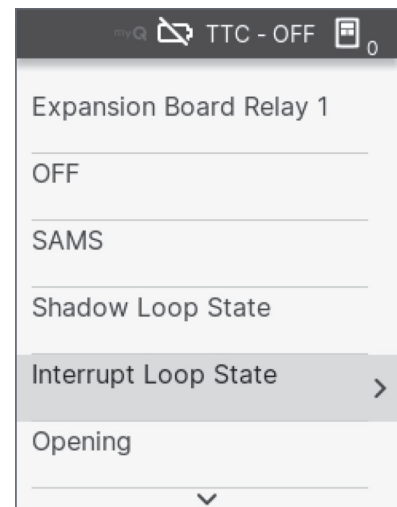 myQ TTC - OFF 0
Expansion Board Relay 1
OFF
SAMS
Shadow Loop State
Interrupt Loop State
Opening